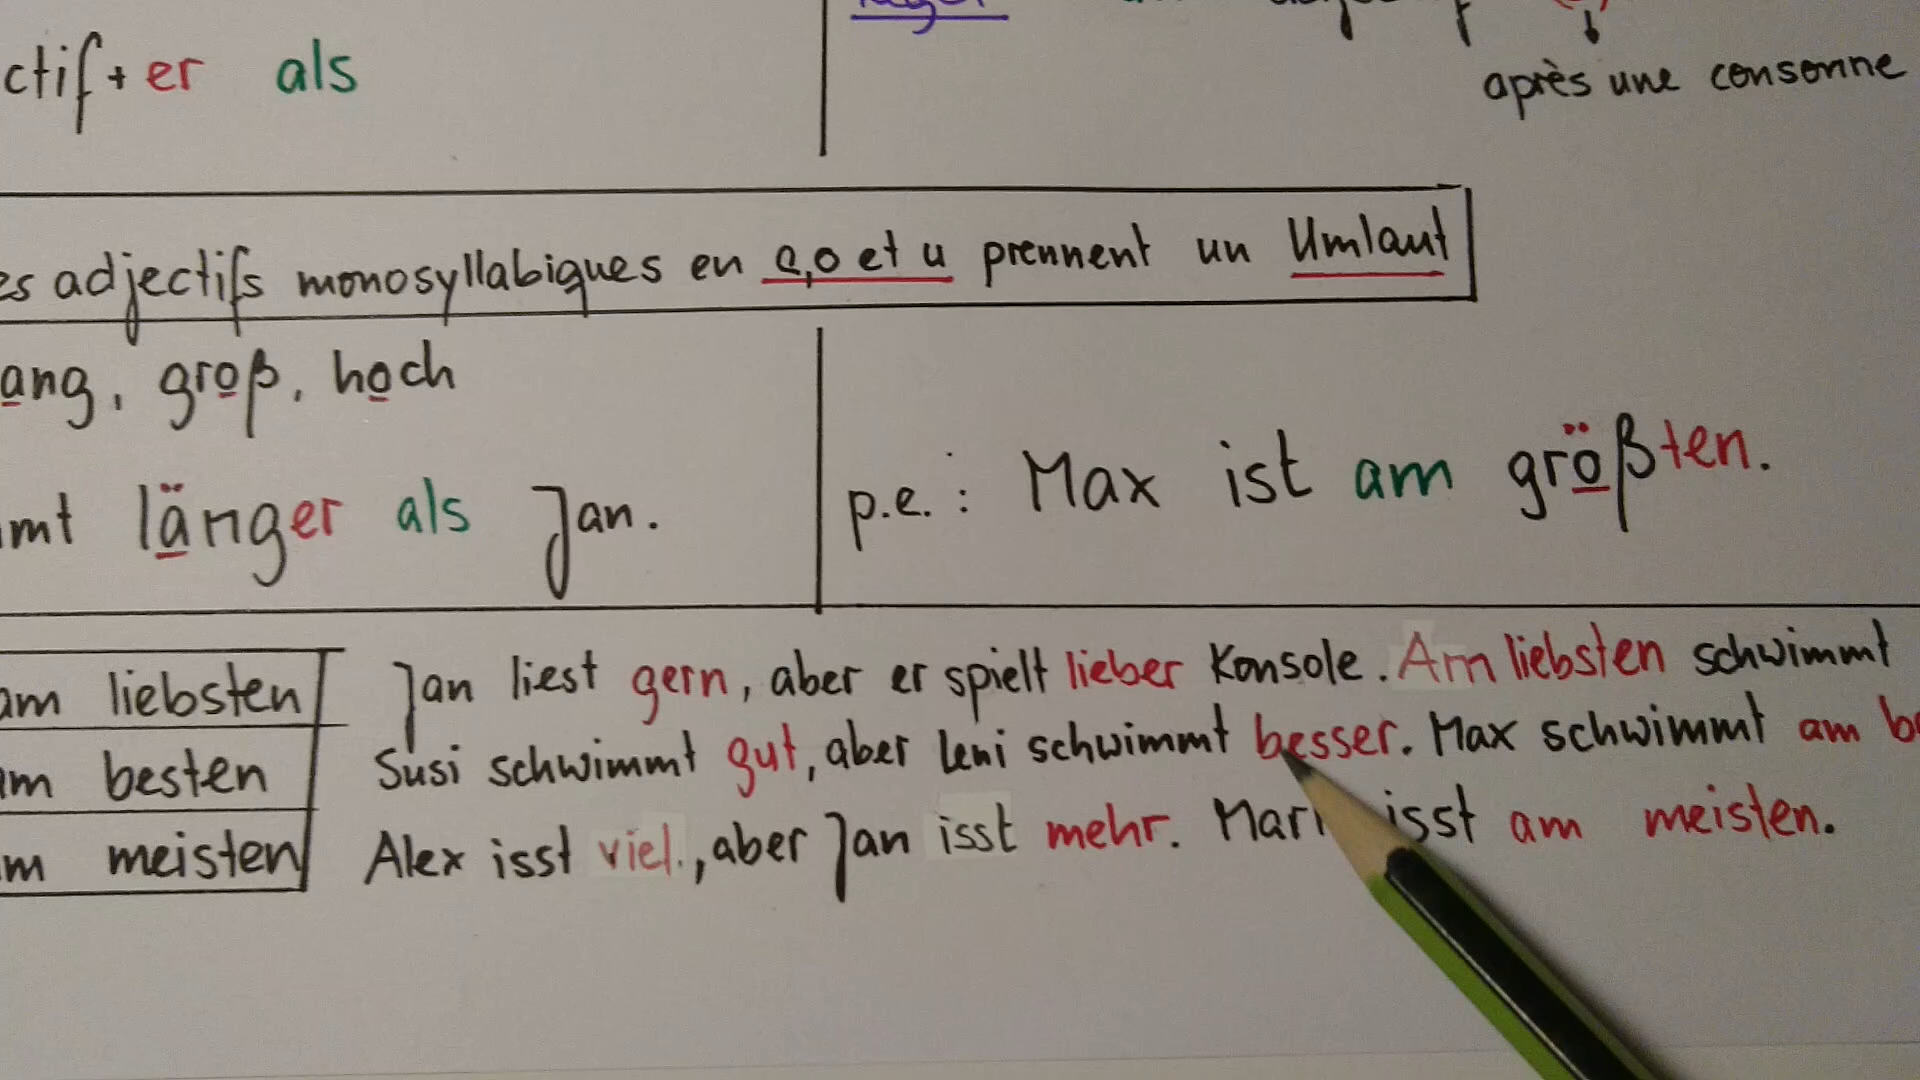 ctif + er als
après une consonne
es adjectifs monosyllabiques en a,o et u prennent un Umlaut
ang, groß, hoch
mt länger als Jan.
p.e.: Max ist am größten.
am liebsten
Jan liest gern, aber er spielt lieber Konsole. Am liebsten schwimmt
m besten
Susi schwimmt gut, aber Leni schwimmt besser. Max schwimmt am b
m meisten
Alex isst viel., aber Jan isst mehr. Mari isst am meisten.